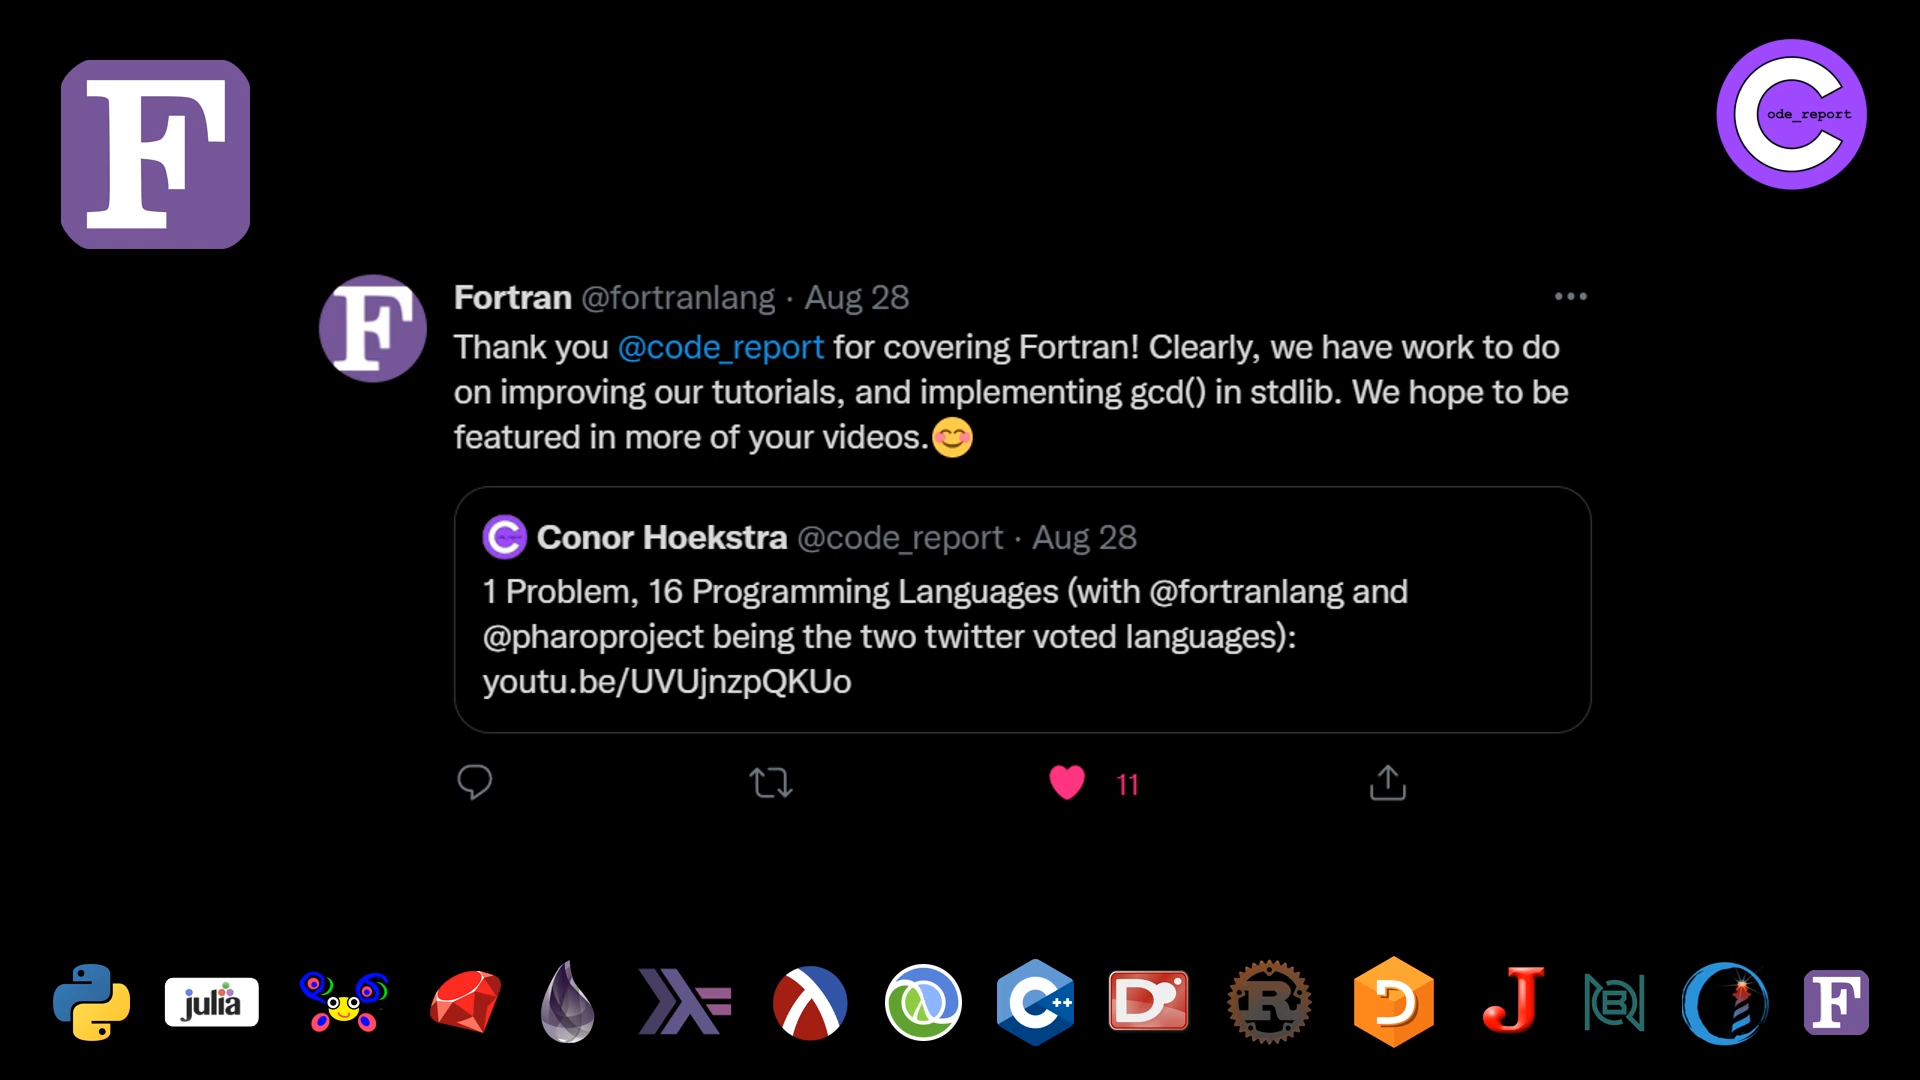 F
C
ode_report
F
Fortran @fortranlang · Aug 28
Thank you @code_report for covering Fortran! Clearly, we have work to do
on improving our tutorials, and implementing gcd() in stdlib. We hope to be
featured in more of your videos.😊
C
Conor Hoekstra @code_report · Aug 28
1 Problem, 16 Programming Languages (with @fortranlang and
@pharoproject being the two twitter voted languages):
youtu.be/UVUjnzpQKUo
11
julia
C++
D
R
D
J
BQN
F